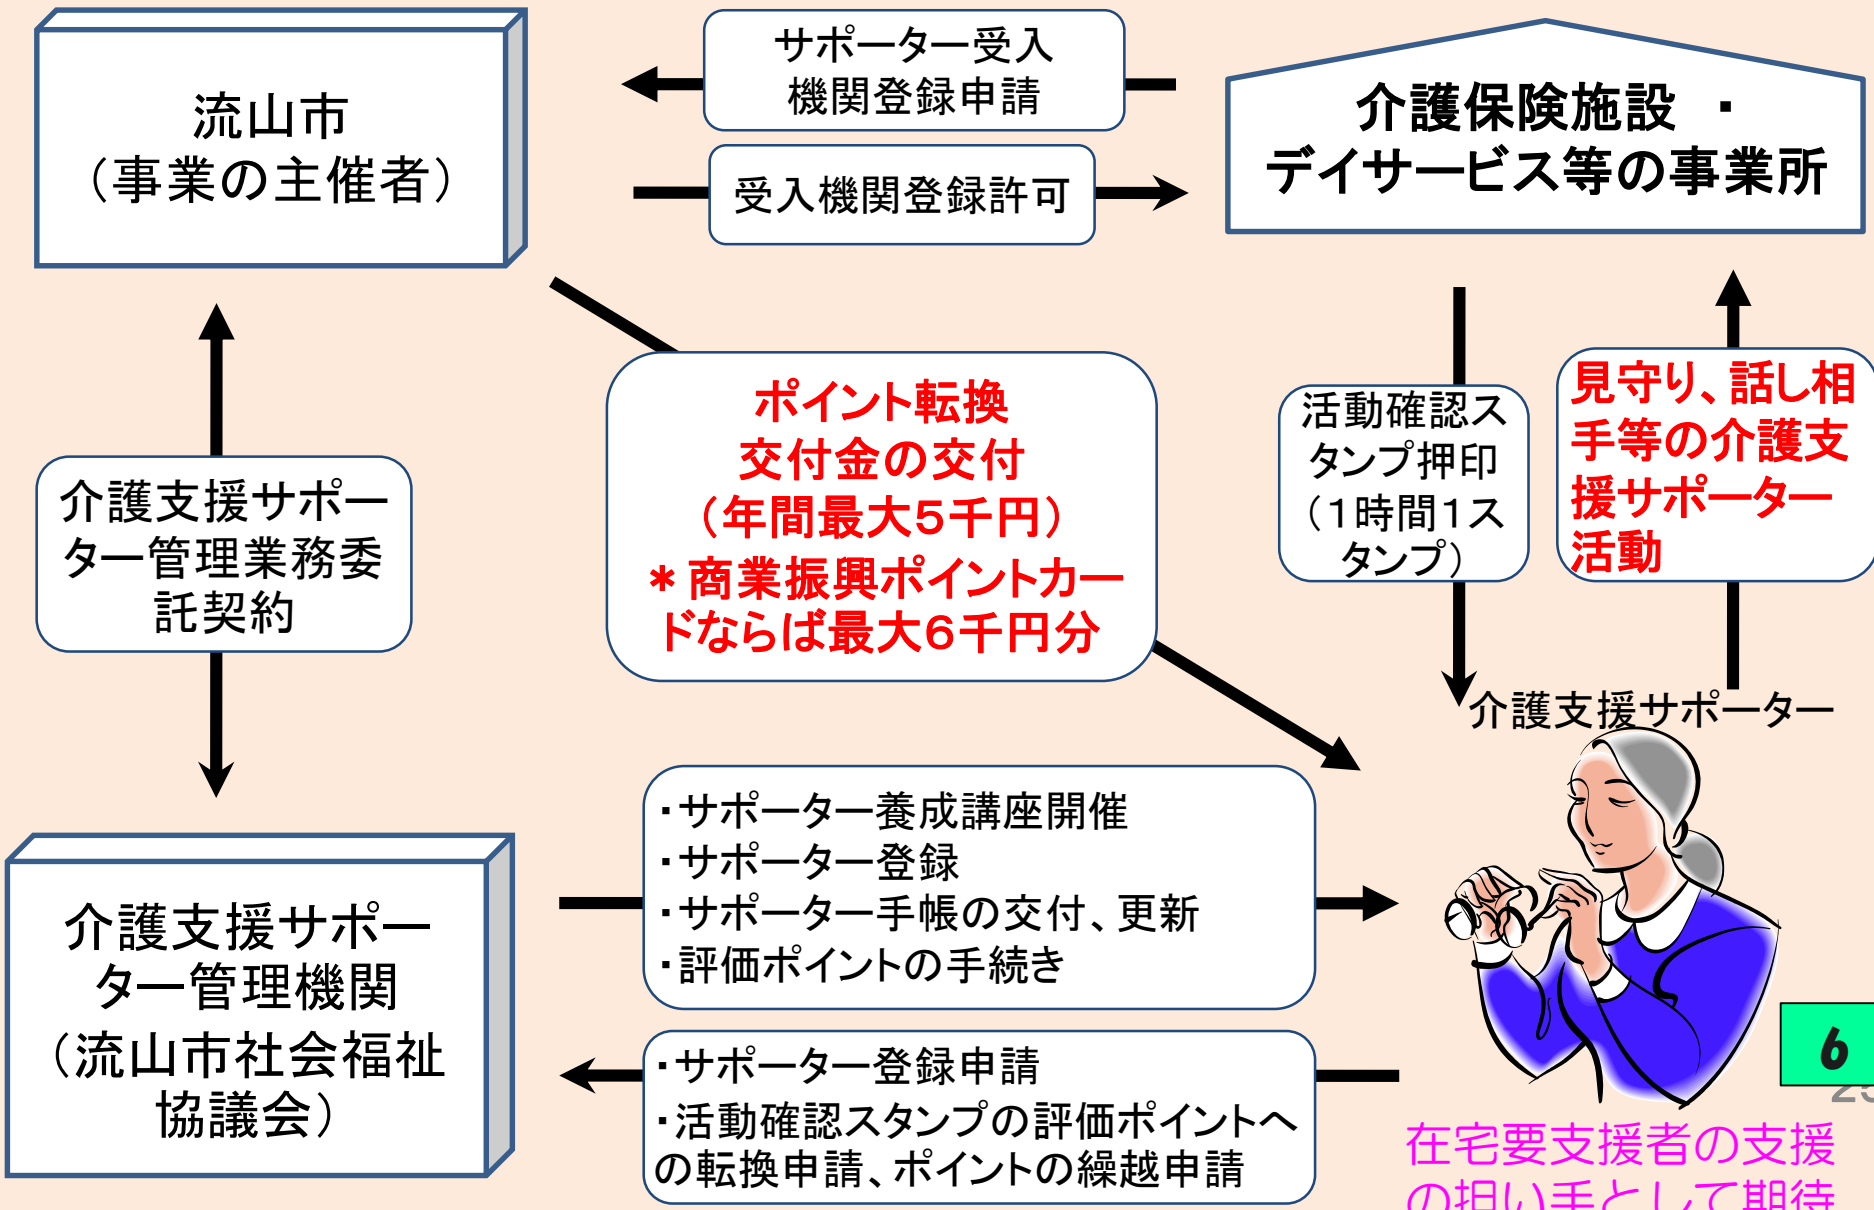 流山市
（事業の主催者）
サポーター受入
機関登録申請
受入機関登録許可
介護保険施設　・
デイサービス等の事業所
ポイント転換
交付金の交付
（年間最大５千円）
＊商業振興ポイントカー
ドならば最大６千円分
活動確認ス
タンプ押印
（１時間１ス
タンプ）
見守り、話し相
手等の介護支
援サポーター
活動
介護支援サポー
ター管理業務委
託契約
介護支援サポーター
・サポーター養成講座開催
・サポーター登録
・サポーター手帳の交付、更新
・評価ポイントの手続き
介護支援サポー
ター管理機関
（流山市社会福祉
協議会）
・サポーター登録申請
・活動確認スタンプの評価ポイントへ
の転換申請、ポイントの繰越申請
6
在宅要支援者の支援
の担い手として期待